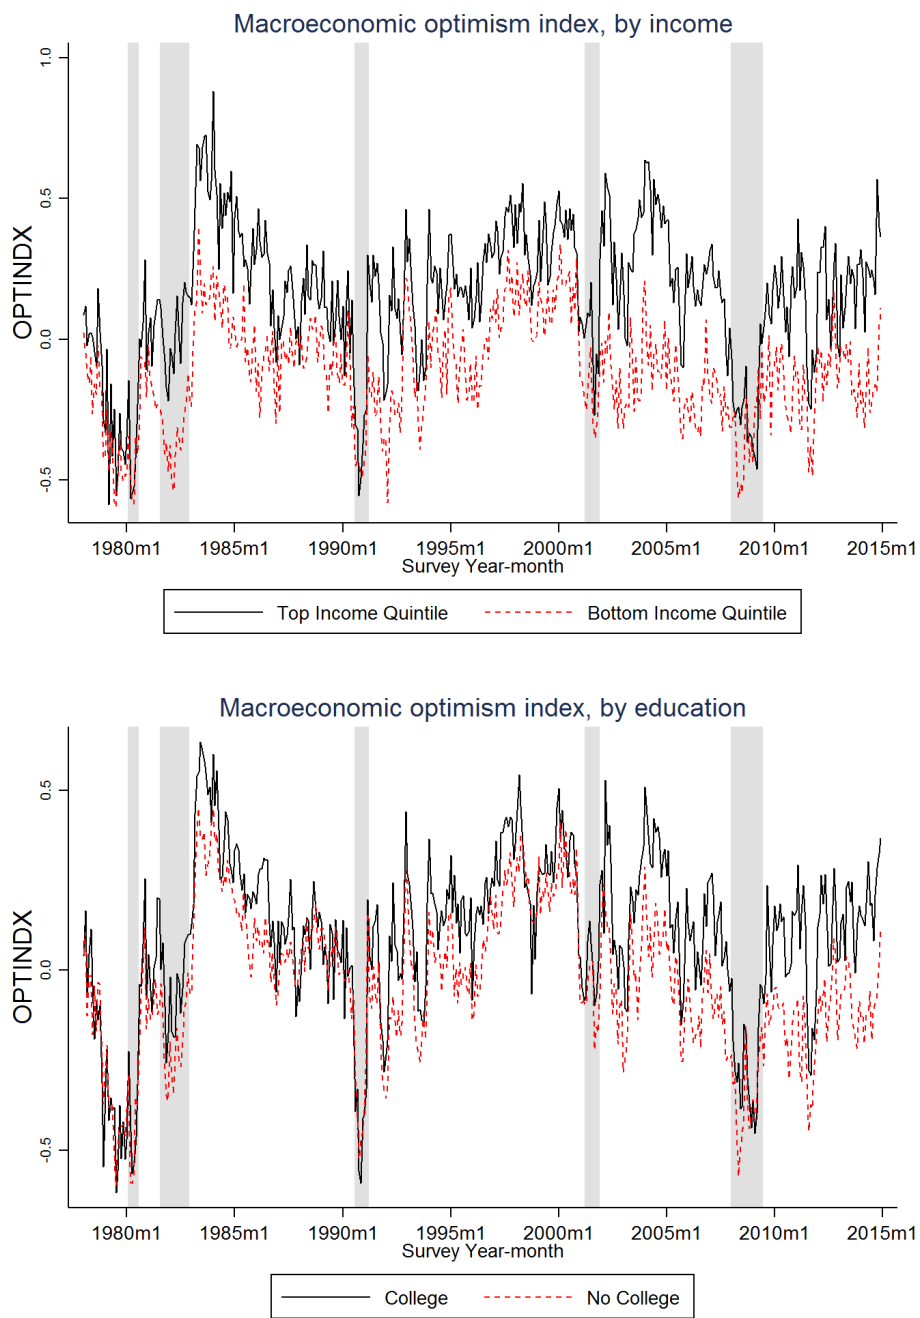 Macroeconomic optimism index, by income
OPTINDX
1.0
0.5
0.0
-0.5
1980m1 1985m1 1990m1 1995m1 2000m1 2005m1 2010m1 2015m1
Survey Year-month
Top Income Quintile Bottom Income Quintile
Macroeconomic optimism index, by education
OPTINDX
0.5
0.0
-0.5
1980m1 1985m1 1990m1 1995m1 2000m1 2005m1 2010m1 2015m1
Survey Year-month
College No College